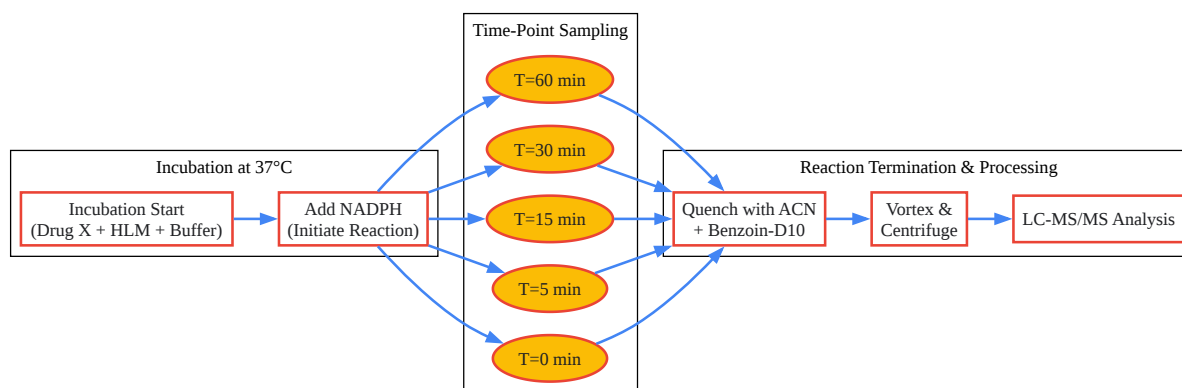 Time-Point Sampling
T=60 min
T=30 min
T=15 min
T=5 min
T=0 min
Incubation at 37°C
Incubation Start
(Drug X + HLM + Buffer)
Add NADPH
(Initiate Reaction)
Reaction Termination & Processing
Quench with ACN
+ Benzoin-D10
Vortex &
Centrifuge
LC-MS/MS Analysis